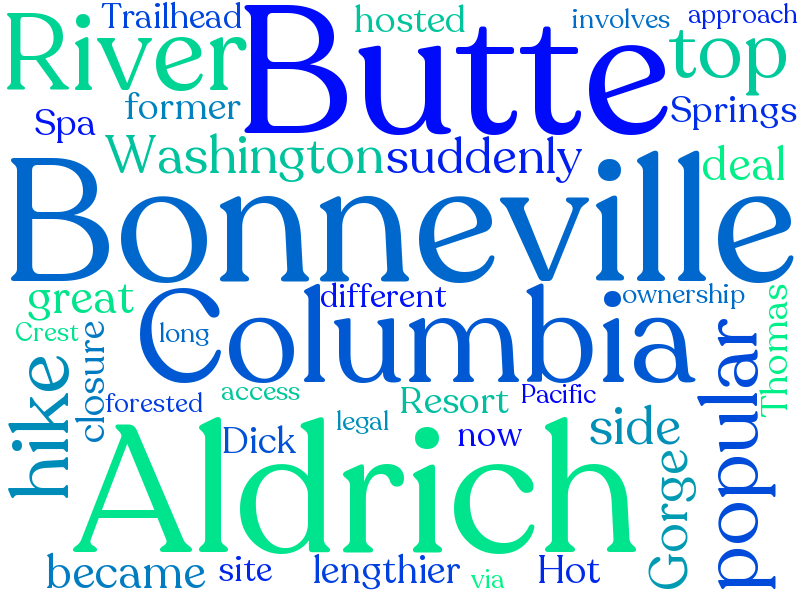 Trailhead
hosted
involves
approach
River
Butte
top
Spa
former
Springs
Washington
suddenly
deal
Bonneville
great
different
ownership
Thomas
Crest
closure
long
Columbia
popular
hike
forested
access
legal
Resort
Pacific
Dick
now
side
Aldrich
Gorge
became
site
lengthier
via
Hot